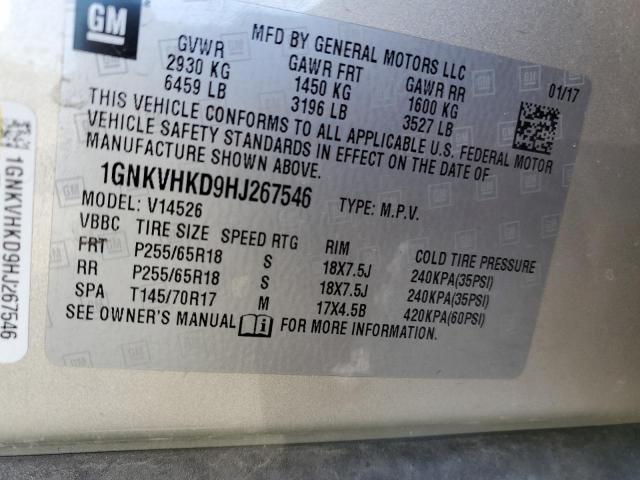 GM
MFD BY GENERAL MOTORS LLC
GVWR GAWR FRT GAWR RR 01/17
2930 KG 1450 KG 1600 KG
6459 LB 3196 LB 3527 LB
THIS VEHICLE CONFORMS TO ALL APPLICABLE U.S. FEDERAL MOTOR
VEHICLE SAFETY STANDARDS IN EFFECT ON THE DATE OF
MANUFACTURE SHOWN ABOVE.
1GNKVHKD9HJ267546 TYPE: M.P.V.
MODEL: V14526
VBBC TIRE SIZE SPEED RTG RIM COLD TIRE PRESSURE
FRT P255/65R18 S 18X7.5J 240KPA(35PSI)
RR P255/65R18 S 18X7.5J 240KPA(35PSI)
SPA T145/70R17 M 17X4.5B 420KPA(60PSI)
SEE OWNER'S MANUAL i FOR MORE INFORMATION.
1GNKVHKD9HJ267546